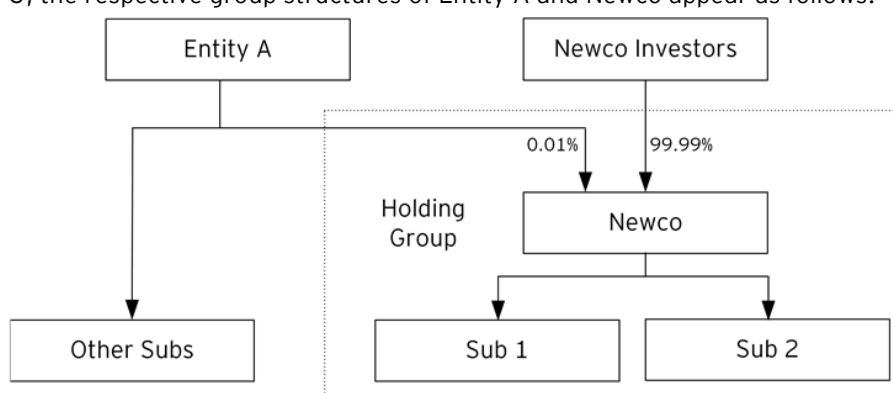 the respective group structures of Entity A and Newco appear as follows:
Entity A
Newco Investors
0.01%
99.99%
Holding
Group
Newco
Other Subs
Sub 1
Sub 2